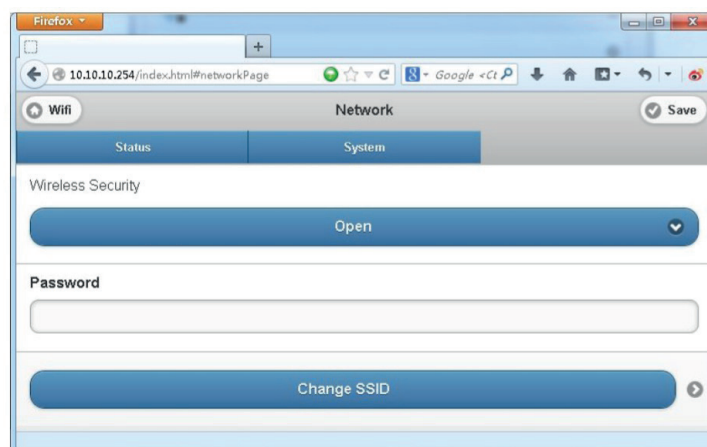 Firefox
10.10.10.254/index.html#networkPage
Google <Ct
Wifi
Network
Save
Status
System
Wireless Security
Open
Password
Change SSID